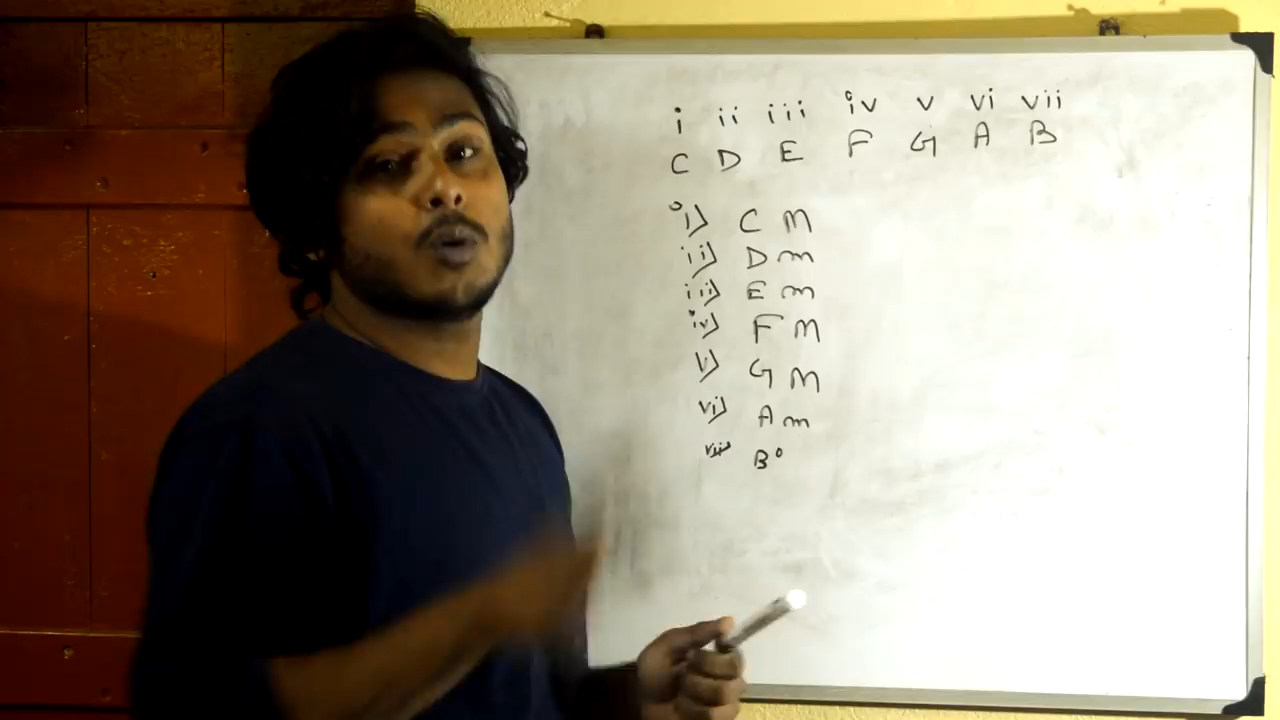 i ii iii iv v vi vii
C D E F G A B
i) C M
ii) D m
iii) E m
iv) F M
v) G M
vi) A m
vii) B°